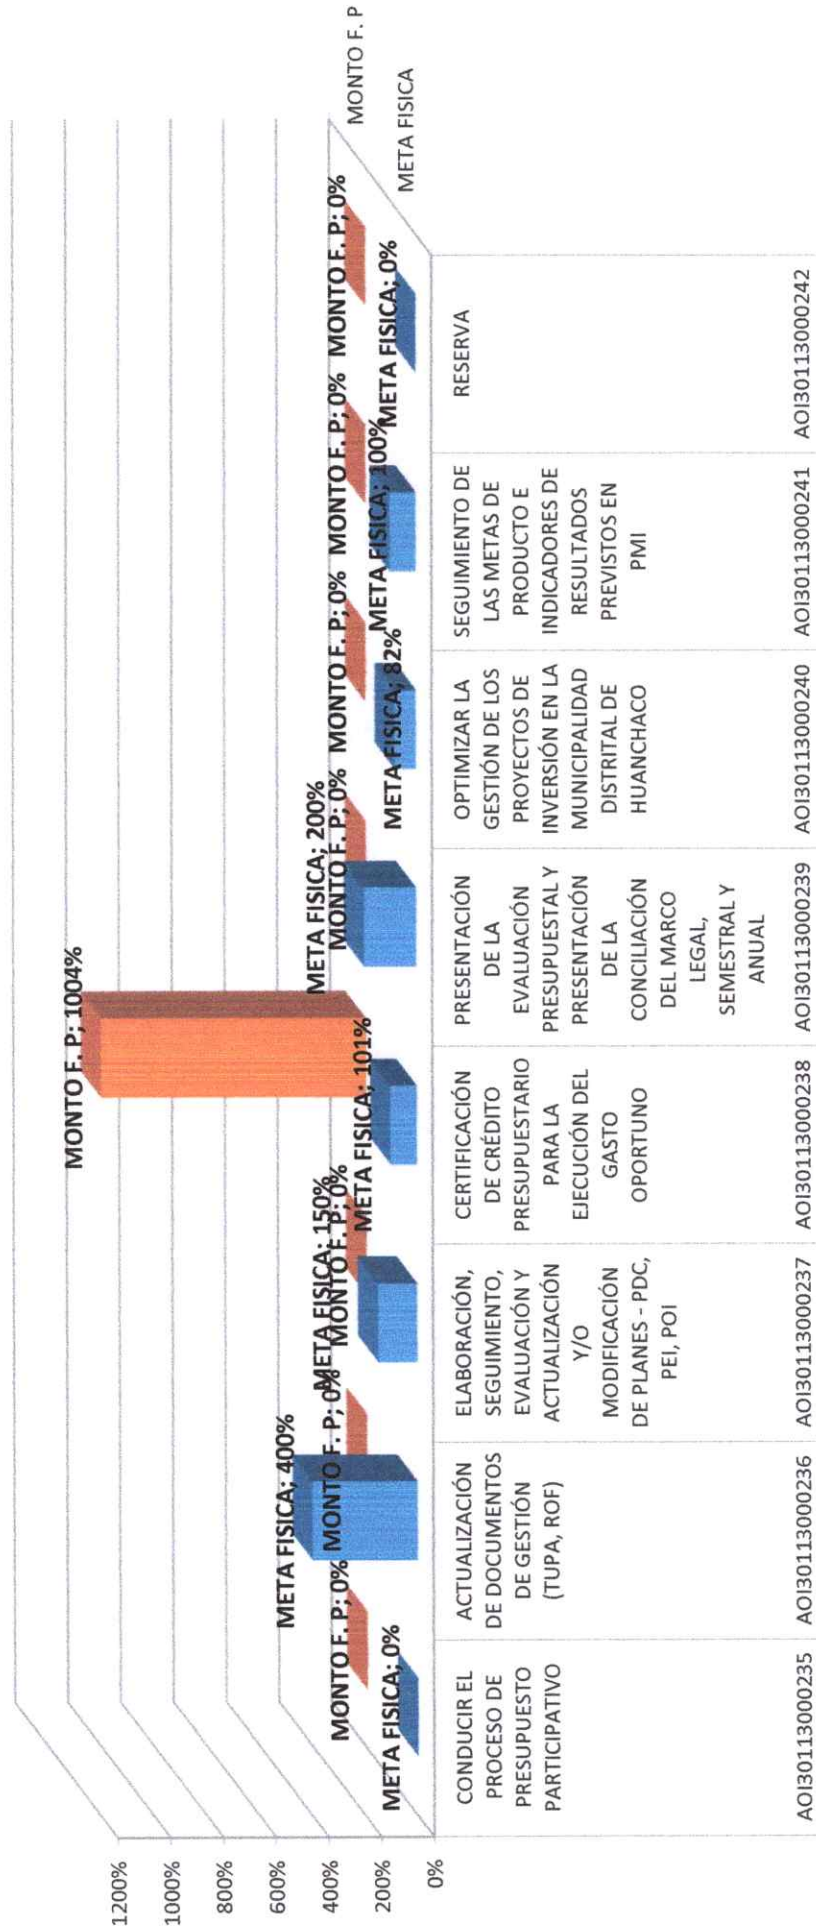 1200%
1000%
800%
600%
400%
200%
0%
MONTO F. P; 0%
META FISICA; 0%
META FISICA; 400%
MONTO F. P; 0%
META FISICA; 150%
MONTO F. P; 0%
MONTO F. P; 1004%
META FISICA; 101%
META FISICA; 200%
MONTO F. P; 0%
MONTO F. P; 0%
META FISICA; 82%
MONTO F. P; 0%
META FISICA; 100%
MONTO F. P; 0%
META FISICA; 0%
MONTO F. P
META FISICA
CONDUCIR EL
PROCESO DE
PRESUPUESTO
PARTICIPATIVO
AOI30113000235
ACTUALIZACIÓN
DE DOCUMENTOS
DE GESTIÓN
(TUPA, ROF)
AOI30113000236
ELABORACIÓN,
SEGUIMIENTO,
EVALUACIÓN Y
ACTUALIZACIÓN
Y/O
MODIFICACIÓN
DE PLANES - PDC,
PEI, POI
AOI30113000237
CERTIFICACIÓN
DE CRÉDITO
PRESUPUESTARIO
PARA LA
EJECUCIÓN DEL
GASTO
OPORTUNO
AOI30113000238
PRESENTACIÓN
DE LA
EVALUACIÓN
PRESUPUESTAL Y
PRESENTACIÓN
DE LA
CONCILIACIÓN
DEL MARCO
LEGAL,
SEMESTRAL Y
ANUAL
AOI30113000239
OPTIMIZAR LA
GESTIÓN DE LOS
PROYECTOS DE
INVERSIÓN EN LA
MUNICIPALIDAD
DISTRITAL DE
HUANCHACO
AOI30113000240
SEGUIMIENTO DE
LAS METAS DE
PRODUCTO E
INDICADORES DE
RESULTADOS
PREVISTOS EN
PMI
AOI30113000241
RESERVA
AOI30113000242